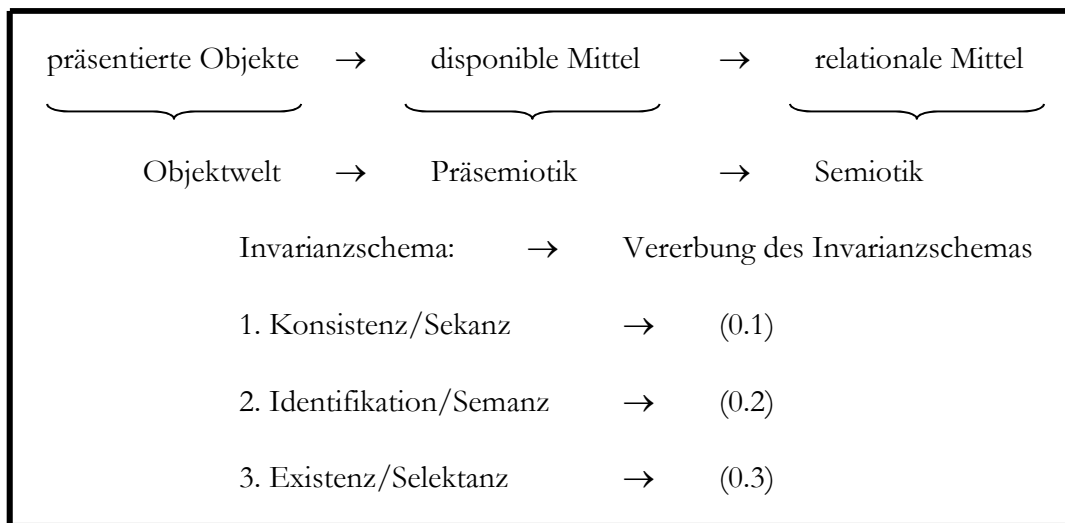 präsentierte Objekte → disponible Mittel → relationale Mittel
Objektwelt → Präsemiotik → Semiotik
Invarianzschema: → Vererbung des Invarianzschemas
1. Konsistenz/Sekanz → (0.1)
2. Identifikation/Semanz → (0.2)
3. Existenz/Selektanz → (0.3)